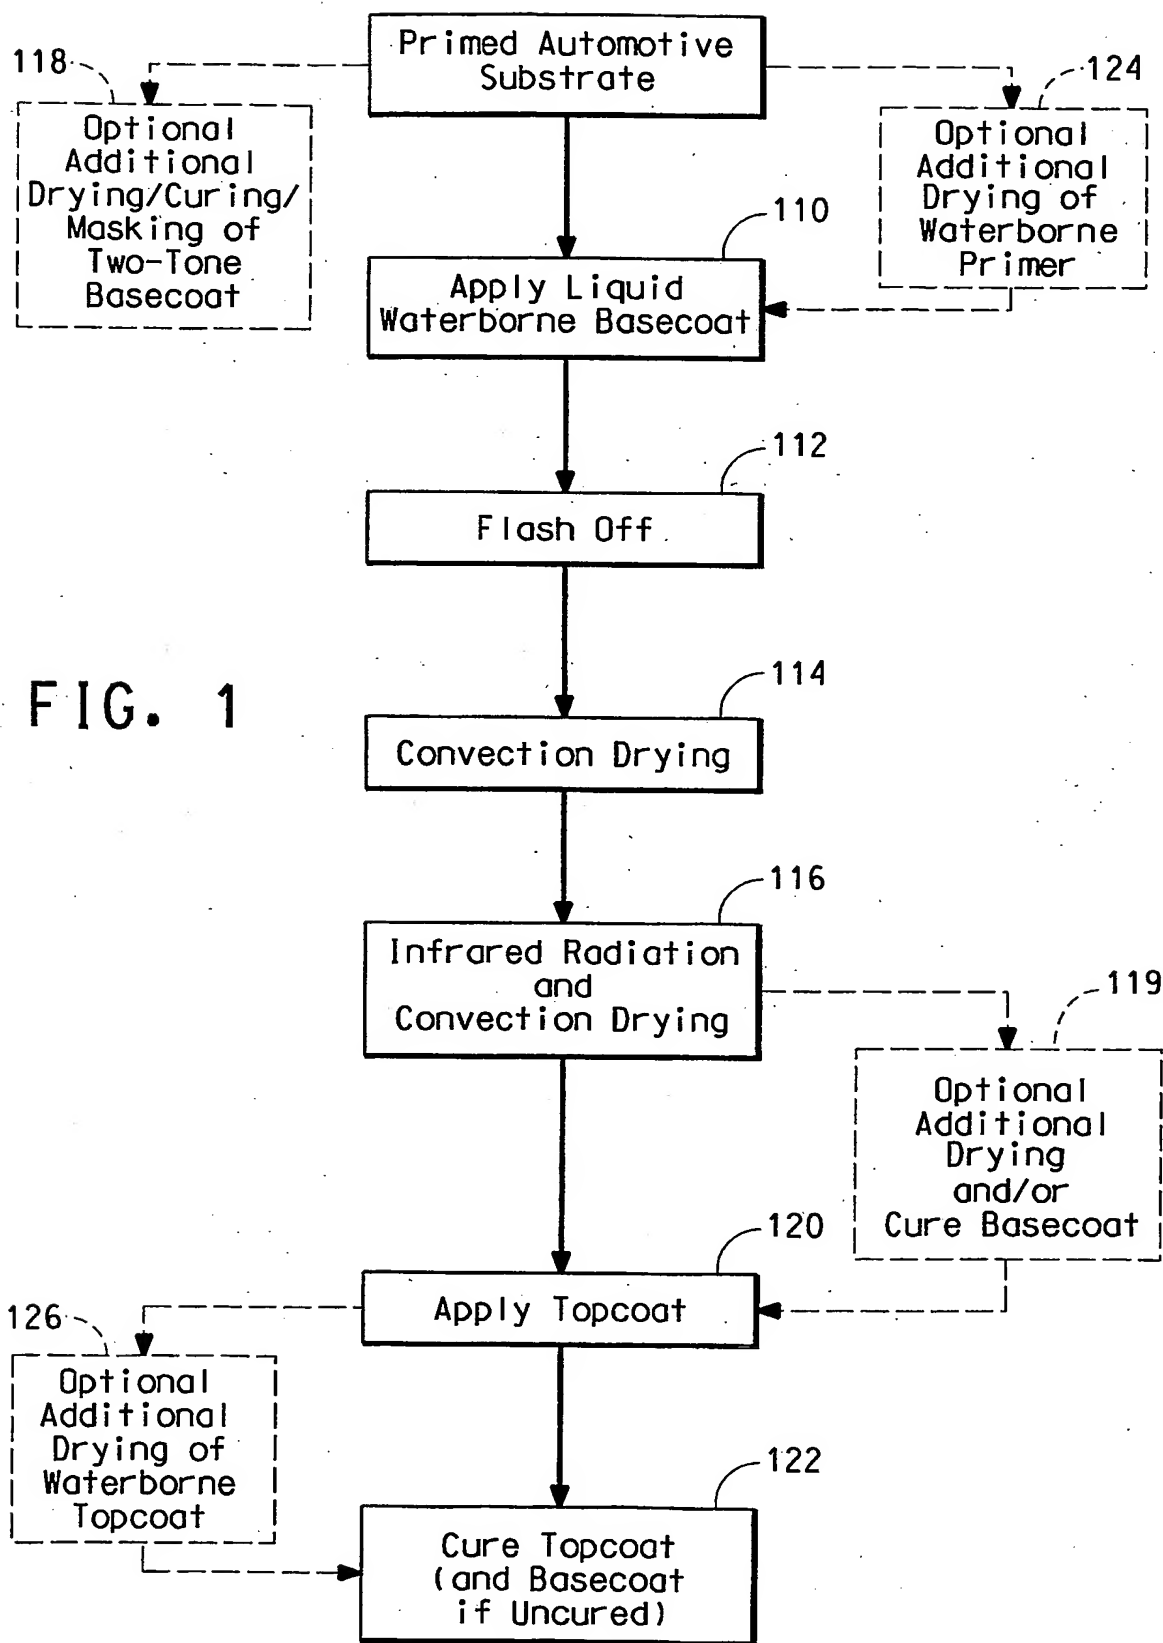 Primed Automotive
Substrate
118
Optional
Additional
Drying/Curing/
Masking of
Two-Tone
Basecoat
124
Optional
Additional
Drying of
Waterborne
Primer
110
Apply Liquid
Waterborne Basecoat
112
Flash Off
FIG. 1
114
Convection Drying
116
Infrared Radiation
and
Convection Drying
119
Optional
Additional
Drying
and/or
Cure Basecoat
120
Apply Topcoat
126
Optional
Additional
Drying of
Waterborne
Topcoat
122
Cure Topcoat
(and Basecoat
if Uncured)